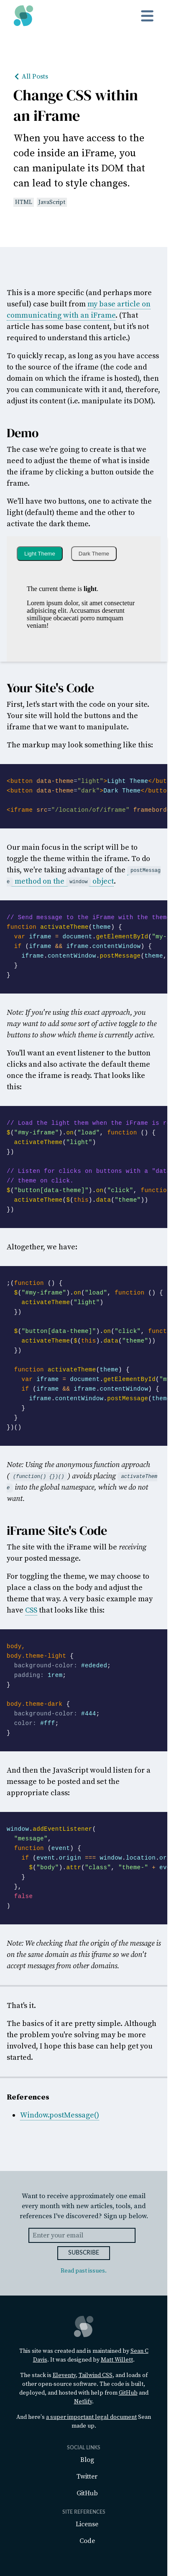 All Posts
Change CSS within
an iFrame
When you have access to the
code inside an iFrame, you
can manipulate its DOM that
can lead to style changes.
HTML JavaScript
This is a more specific (and perhaps more
useful) case built from my base article on
communicating with an iFrame. (That
article has some better content, but it's not
required to understand this article.)
To quickly recap, as long as you have access
to the source of the iframe (the code and
domain on which the iframe is hosted), then
you can communicate with it and, therefore,
adjust the content (i.e. manipulate its DOM).
Demo
The case we're going to create is that we
need to adjust the theme of what is inside
the iframe by clicking a button outside the
frame.
We'll have two buttons, one to activate the
light (default) theme and the other to
activate the dark theme.
Light Theme Dark Theme
The current theme is light.
Lorem ipsum dolor, sit amet consectetur
adipisicing elit. Accusamus deserunt
similique obcaecati porro numquam
veniam!
Your Site's Code
First, let's start with the code on your site.
Your site will hold the buttons and the
iframe that we want to manipulate.
The markup may look something like this:
<button data-theme="light">Light Theme</but
<button data-theme="dark">Dark Theme</butto
<iframe src="/location/of/iframe" framebord
Our main focus in the script will be to
toggle the theme within the iframe. To do
this, we're taking advantage of the postMessag
e method on the window object.
// Send message to the iFrame with the them
function activateTheme(theme) {
var iframe = document.getElementById("my-
if (iframe && iframe.contentWindow) {
iframe.contentWindow.postMessage(theme,
}
}
Note: If you're using this exact approach, you
may want to add some sort of active toggle to the
buttons to show which theme is currently active.
You'll want an event listener to the button
clicks and also activate the default theme
once the iframe is ready. That looks like
this:
// Load the light them when the iFrame is r
$("#my-iframe").on("load", function () {
activateTheme("light")
})
// Listen for clicks on buttons with a "dat
// theme on click.
$("button[data-theme]").on("click", functio
activateTheme($(this).data("theme"))
})
Altogether, we have:
;(function () {
$("#my-iframe").on("load", function () {
activateTheme("light")
})
$("button[data-theme]").on("click", funct
activateTheme($(this).data("theme"))
})
function activateTheme(theme) {
var iframe = document.getElementById("m
if (iframe && iframe.contentWindow) {
iframe.contentWindow.postMessage(them
}
}
})()
Note: Using the anonymous function approach
( (function() {})() ) avoids placing activateThem
e into the global namespace, which we do not
want.
iFrame Site's Code
The site with the iFrame will be receiving
your posted message.
For toggling the theme, we may choose to
place a class on the body and adjust the
theme that way. A very basic example may
have CSS that looks like this:
body,
body.theme-light {
background-color: #ededed;
padding: 1rem;
}
body.theme-dark {
background-color: #444;
color: #fff;
}
And then the JavaScript would listen for a
message to be posted and set the
appropriate class:
window.addEventListener(
"message",
function (event) {
if (event.origin === window.location.or
$("body").attr("class", "theme-" + ev
}
},
false
)
Note: We checking that the origin of the message is
on the same domain as this iframe so we don't
accept messages from other domains.
That's it.
The basics of it are pretty simple. Although
the problem you're solving may be more
involved, I hope this base can help get you
started.
References
Window.postMessage()
Want to receive approximately one email
every month with new articles, tools, and
references I've discovered? Sign up below.
Enter your email
SUBSCRIBE
Read past issues.
This site was created and is maintained by Sean C
Davis. It was designed by Matt Willett.
The stack is Eleventy, Tailwind CSS, and loads of
other open-source software. The code is built,
deployed, and hosted with help from GitHub and
Netlify.
And here's a super important legal document Sean
made up.
SOCIAL LINKS
Blog
Twitter
GitHub
SITE REFERENCES
License
Code